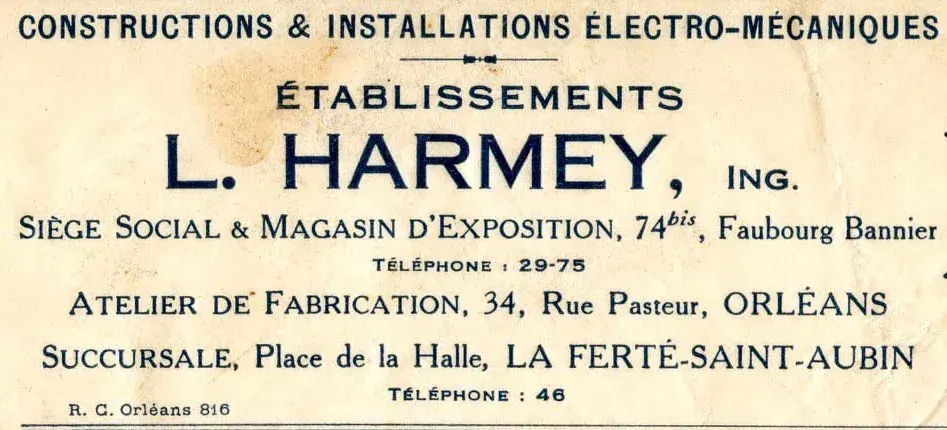 CONSTRUCTIONS & INSTALLATIONS ÉLECTRO-MÉCANIQUES
ÉTABLISSEMENTS
L. HARMEY, ING.
SIÈGE SOCIAL & MAGASIN D'EXPOSITION, 74bis, Faubourg Bannier
TÉLÉPHONE : 29-75
ATELIER DE FABRICATION, 34, Rue Pasteur, ORLÉANS
SUCCURSALE, Place de la Halle, LA FERTÉ-SAINT-AUBIN
TÉLÉPHONE : 46
R. C. Orléans 816